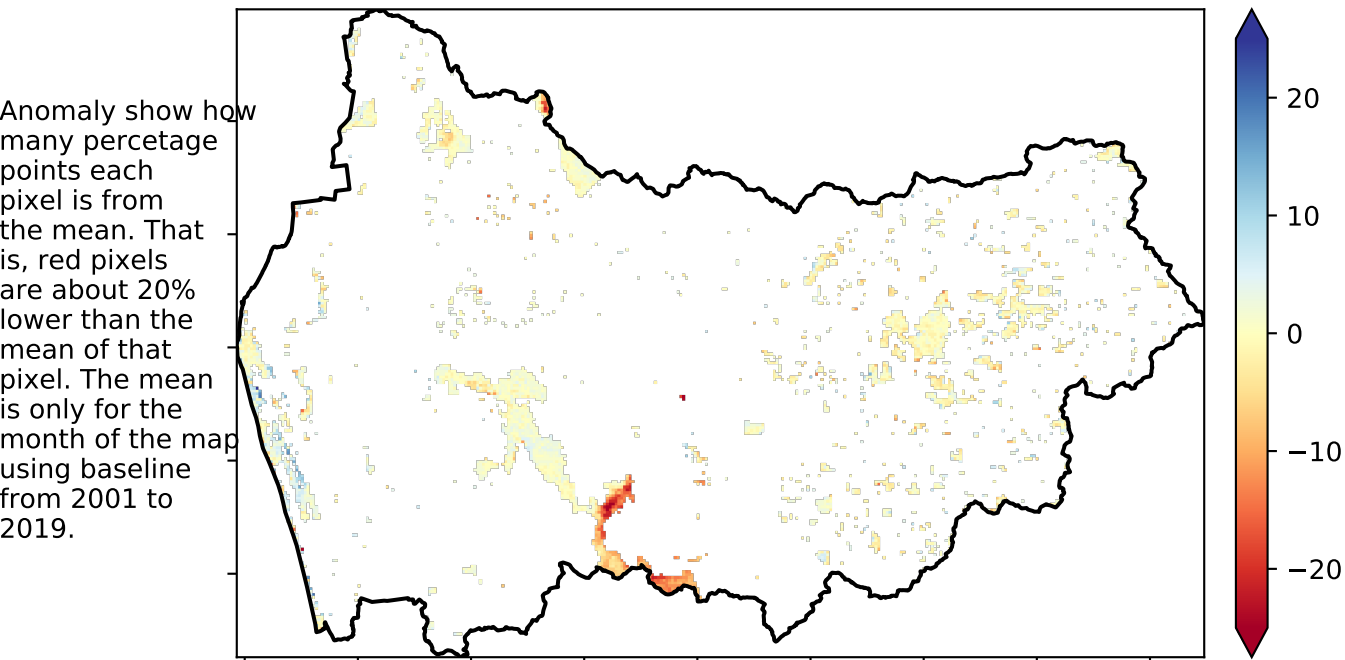 Anomaly show how
many percetage
points each
pixel is from
the mean. That
is, red pixels
are about 20%
lower than the
mean of that
pixel. The mean
is only for the
month of the map
using baseline
from 2001 to
2019.
20
10
0
−10
−20